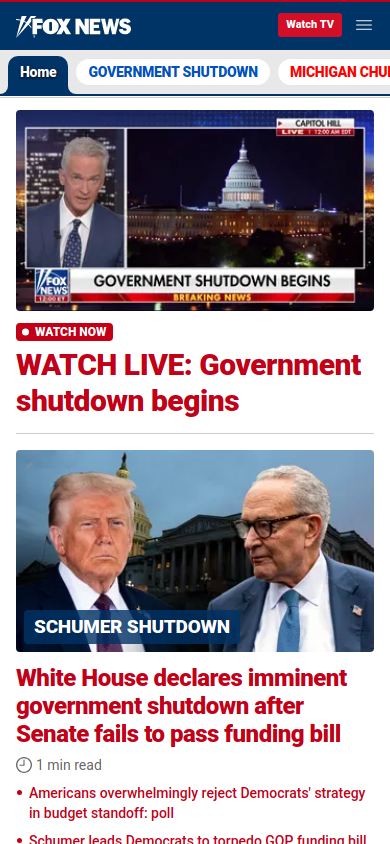 FOX NEWS
Watch TV
Home
GOVERNMENT SHUTDOWN
MICHIGAN CHU
CAPITOL HILL
LIVE 12:00 AM EDT
FOX
NEWS
12:00 ET
GOVERNMENT SHUTDOWN BEGINS
BREAKING NEWS
WATCH NOW
WATCH LIVE: Government
shutdown begins
SCHUMER SHUTDOWN
White House declares imminent
government shutdown after
Senate fails to pass funding bill
1 min read
Americans overwhelmingly reject Democrats' strategy
in budget standoff: poll
Schumer leads Democrats to torpedo GOP funding bill